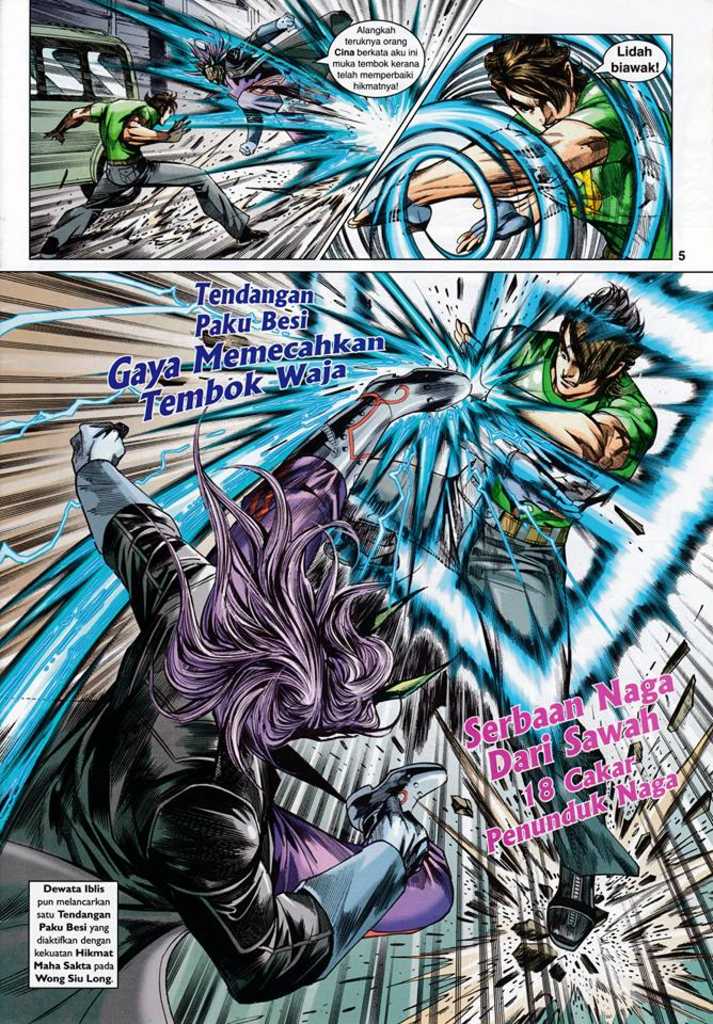 Alangkah
teruknya orang
Cina berkata aku ini
muka tembok kerana
telah memperbaiki
hikmatnya!
Lidah
biawak!
5
Tendangan
Paku Besi
Gaya Memecahkan
Tembok Waja
Serbaan Naga
Dari Sawah
18 Cakar
Penunduk Naga
Dewata Iblis
pun melancarkan
satu Tendangan
Paku Besi yang
diaktifkan dengan
kekuatan Hikmat
Maha Sakta pada
Wong Siu Long.